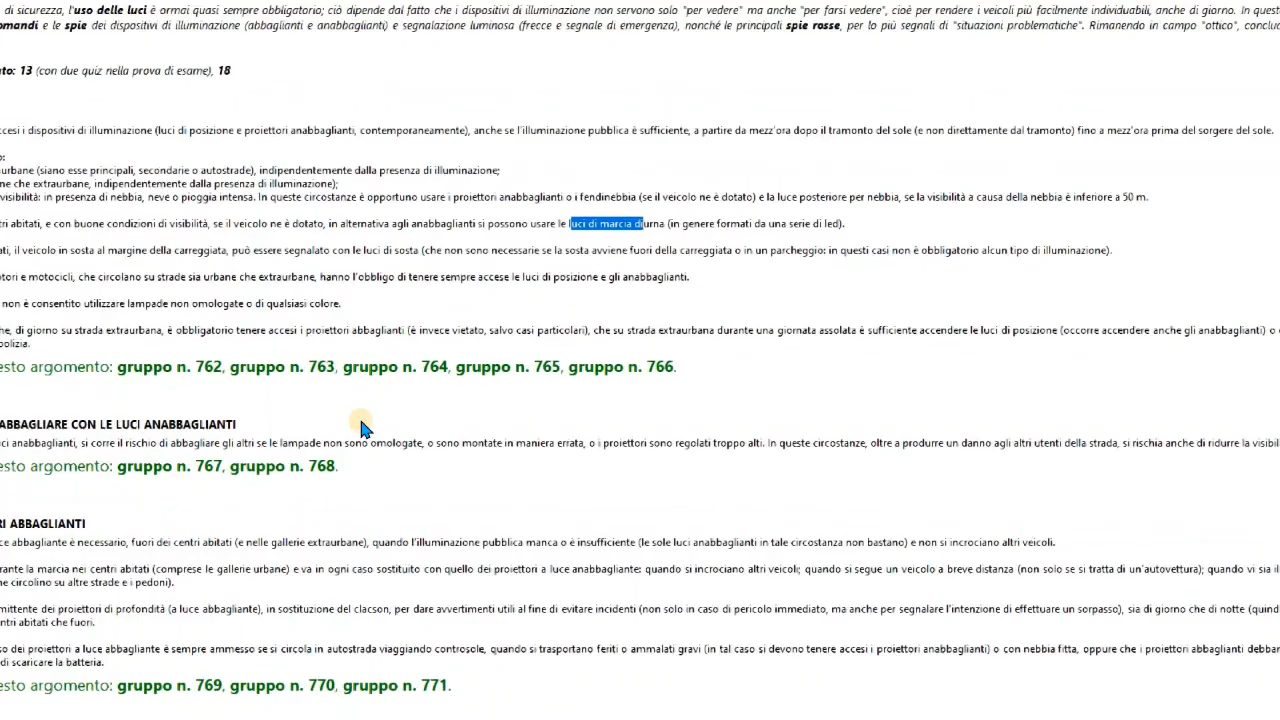 di sicurezza, l'uso delle luci è ormai quasi sempre obbligatorio; ciò dipende dal fatto che i dispositivi di illuminazione non servono solo "per vedere" ma anche "per farsi vedere", cioè per rendere i veicoli più facilmente individuabili, anche di giorno. In quest
omandi e le spie dei dispositivi di illuminazione (abbaglianti e anabbaglianti) e segnalazione luminosa (frecce e segnale di emergenza), nonché le principali spie rosse, per lo più segnali di "situazioni problematiche". Rimanendo in campo "ottico", conclu
to: 13 (con due quiz nella prova di esame), 18
cesi i dispositivi di illuminazione (luci di posizione e proiettori anabbaglianti, contemporaneamente), anche se l'illuminazione pubblica è sufficiente, a partire da mezz'ora dopo il tramonto del sole (e non direttamente dal tramonto) fino a mezz'ora prima del sorgere del sole.
o:
urbane (siano esse principali, secondarie o autostrade), indipendentemente dalla presenza di illuminazione;
ne che extraurbane, indipendentemente dalla presenza di illuminazione);
visibilità: in presenza di nebbia, neve o pioggia intensa. In queste circostanze è opportuno usare i proiettori anabbaglianti o i fendinebbia (se il veicolo ne è dotato) e la luce posteriore per nebbia, se la visibilità a causa della nebbia è inferiore a 50 m.
tri abitati, e con buone condizioni di visibilità, se il veicolo ne è dotato, in alternativa agli anabbaglianti si possono usare le luci di marcia diurna (in genere formati da una serie di led).
ati, il veicolo in sosta al margine della carreggiata, può essere segnalato con le luci di sosta (che non sono necessarie se la sosta avviene fuori della carreggiata o in un parcheggio: in questi casi non è obbligatorio alcun tipo di illuminazione).
tori e motocicli, che circolano su strade sia urbane che extraurbane, hanno l'obbligo di tenere sempre accese le luci di posizione e gli anabbaglianti.
non è consentito utilizzare lampade non omologate o di qualsiasi colore.
he, di giorno su strada extraurbana, è obbligatorio tenere accesi i proiettori abbaglianti (è invece vietato, salvo casi particolari), che su strada extraurbana durante una giornata assolata è sufficiente accendere le luci di posizione (occorre accendere anche gli anabbaglianti) o
polizia.
esto argomento: gruppo n. 762, gruppo n. 763, gruppo n. 764, gruppo n. 765, gruppo n. 766.
ABBAGLIARE CON LE LUCI ANABBAGLIANTI
ci anabbaglianti, si corre il rischio di abbagliare gli altri se le lampade non sono omologate, o sono montate in maniera errata, o i proiettori sono regolati troppo alti. In queste circostanze, oltre a produrre un danno agli altri utenti della strada, si rischia anche di ridurre la visibil
esto argomento: gruppo n. 767, gruppo n. 768.
RI ABBAGLIANTI
ce abbagliante è necessario, fuori dei centri abitati (e nelle gallerie extraurbane), quando l'illuminazione pubblica manca o è insufficiente (le sole luci anabbaglianti in tale circostanza non bastano) e non si incrociano altri veicoli.
rante la marcia nei centri abitati (comprese le gallerie urbane) e va in ogni caso sostituito con quello dei proiettori a luce anabbagliante: quando si incrociano altri veicoli; quando si segue un veicolo a breve distanza (non solo se si tratta di un'autovettura); quando vi sia il
e circolino su altre strade e i pedoni).
mittente dei proiettori di profondità (a luce abbagliante), in sostituzione del clacson, per dare avvertimenti utili al fine di evitare incidenti (non solo in caso di pericolo immediato, ma anche per segnalare l'intenzione di effettuare un sorpasso), sia di giorno che di notte (quind
ntri abitati che fuori.
so dei proiettori a luce abbagliante è sempre ammesso se si circola in autostrada viaggiando controsole, quando si trasportano feriti o ammalati gravi (in tal caso si devono tenere accesi i proiettori anabbaglianti) o con nebbia fitta, oppure che i proiettori abbaglianti debbar
di scaricare la batteria.
esto argomento: gruppo n. 769, gruppo n. 770, gruppo n. 771.